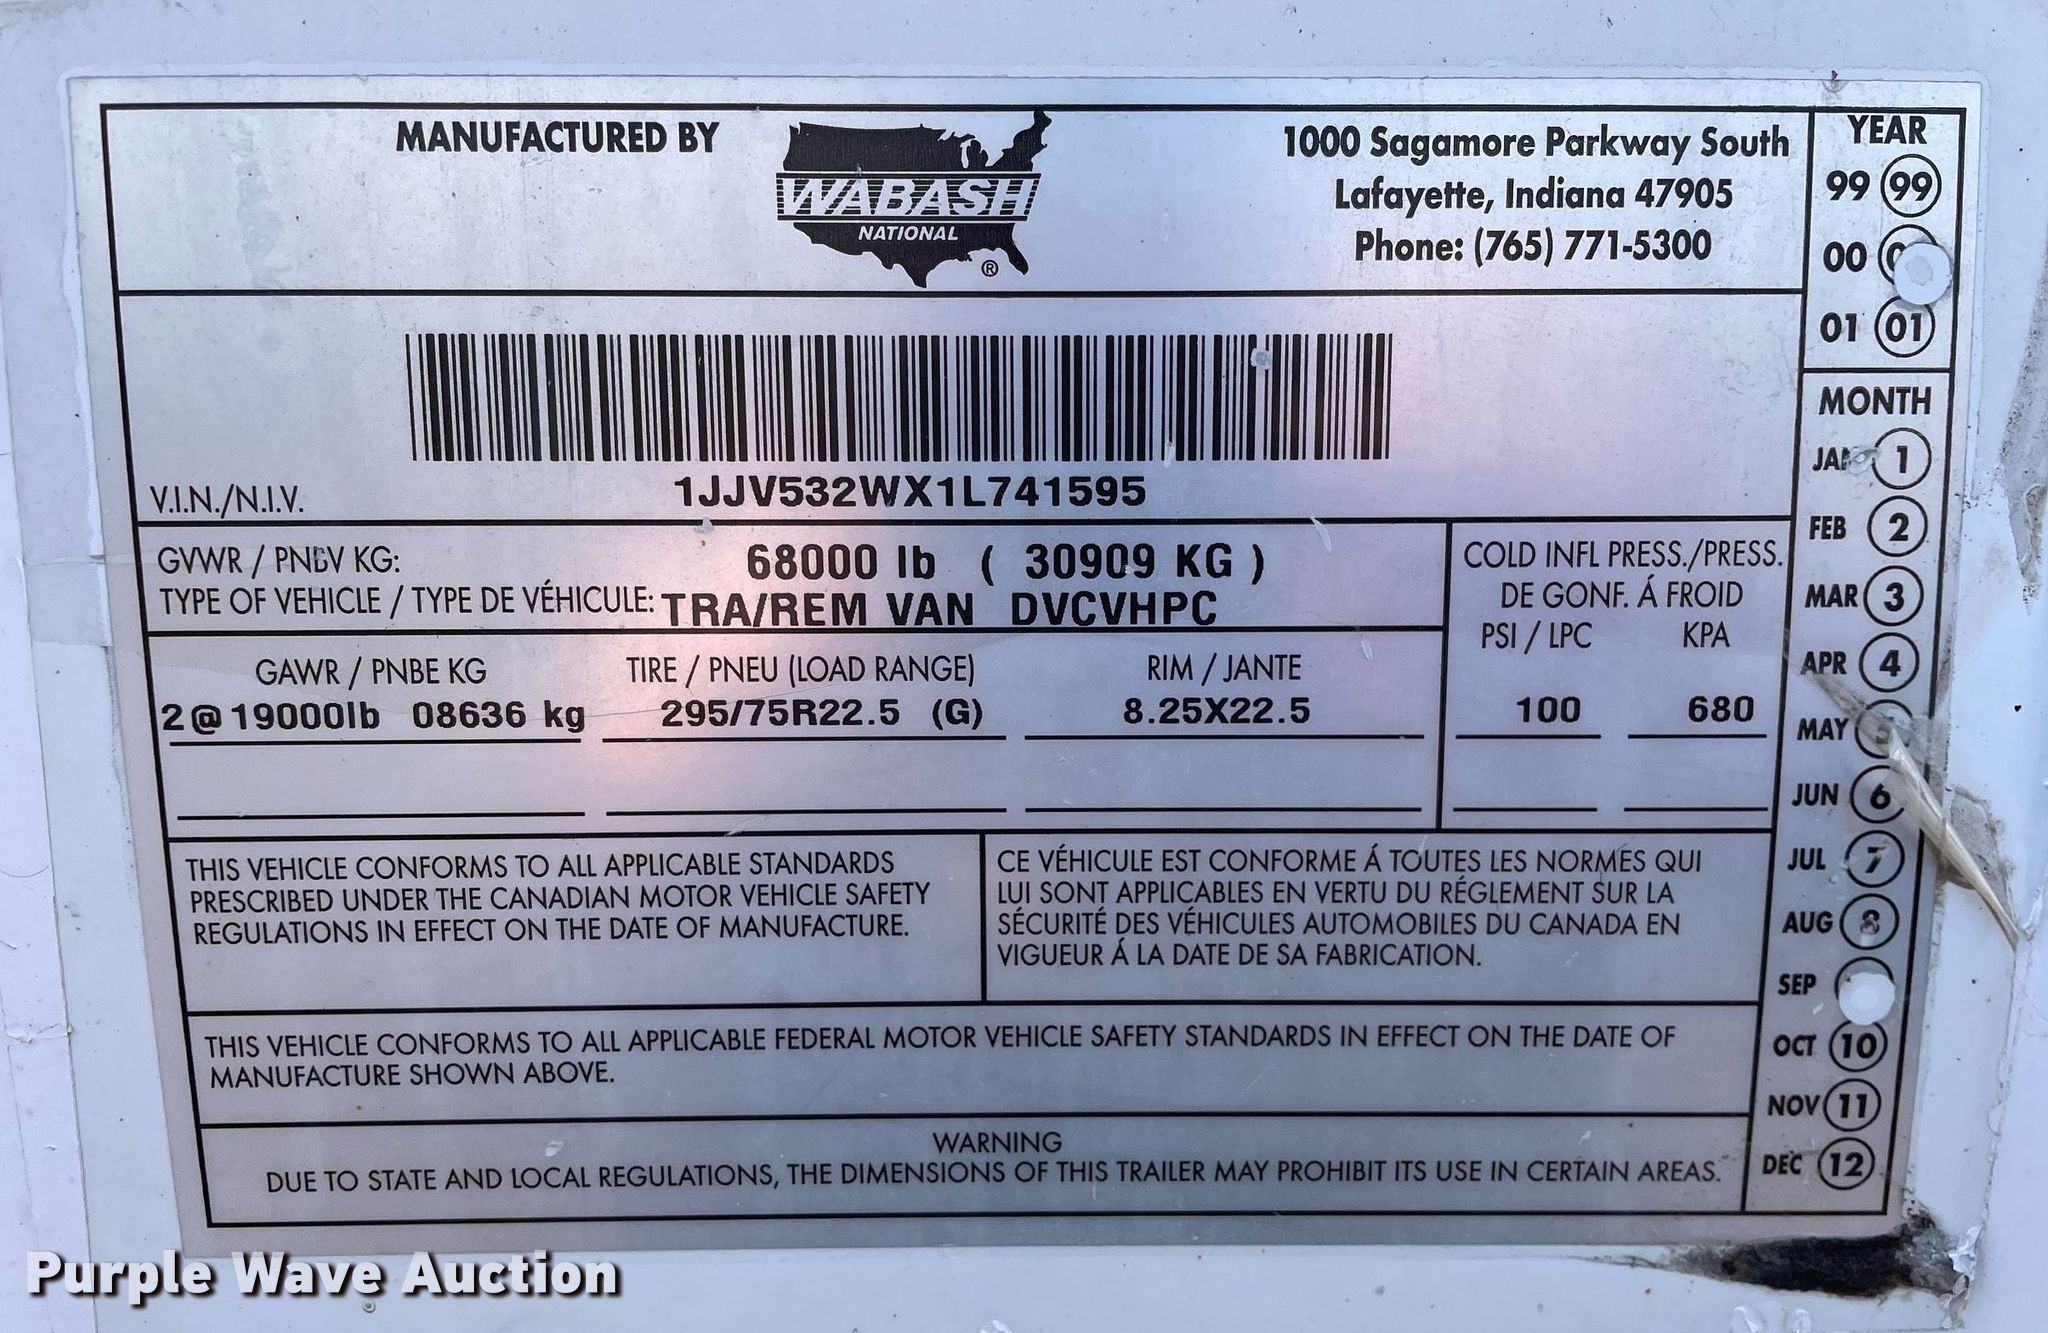 MANUFACTURED BY
WABASH
NATIONAL
®
1000 Sagamore Parkway South
Lafayette, Indiana 47905
Phone: (765) 771-5300
YEAR
99 99
00
01 01
V.I.N./N.I.V.
1JJV532WX1L741595
GVWR / PNBV KG: 68000 lb ( 30909 KG )
TYPE OF VEHICLE / TYPE DE VÉHICULE: TRA/REM VAN DVCVHPC
COLD INFL PRESS./PRESS.
DE GONF. Á FROID
PSI / LPC KPA
GAWR / PNBE KG TIRE / PNEU (LOAD RANGE) RIM / JANTE
2@19000lb 08636 kg 295/75R22.5 (G) 8.25X22.5 100 680
THIS VEHICLE CONFORMS TO ALL APPLICABLE STANDARDS
PRESCRIBED UNDER THE CANADIAN MOTOR VEHICLE SAFETY
REGULATIONS IN EFFECT ON THE DATE OF MANUFACTURE.
CE VÉHICULE EST CONFORME Á TOUTES LES NORMES QUI
LUI SONT APPLICABLES EN VERTU DU RÉGLEMENT SUR LA
SÉCURITÉ DES VÉHICULES AUTOMOBILES DU CANADA EN
VIGUEUR Á LA DATE DE SA FABRICATION.
THIS VEHICLE CONFORMS TO ALL APPLICABLE FEDERAL MOTOR VEHICLE SAFETY STANDARDS IN EFFECT ON THE DATE OF
MANUFACTURE SHOWN ABOVE.
WARNING
DUE TO STATE AND LOCAL REGULATIONS, THE DIMENSIONS OF THIS TRAILER MAY PROHIBIT ITS USE IN CERTAIN AREAS.
MONTH
JAN 1
FEB 2
MAR 3
APR 4
MAY 5
JUN 6
JUL 7
AUG 8
SEP
OCT 10
NOV 11
DEC 12
Purple Wave Auction